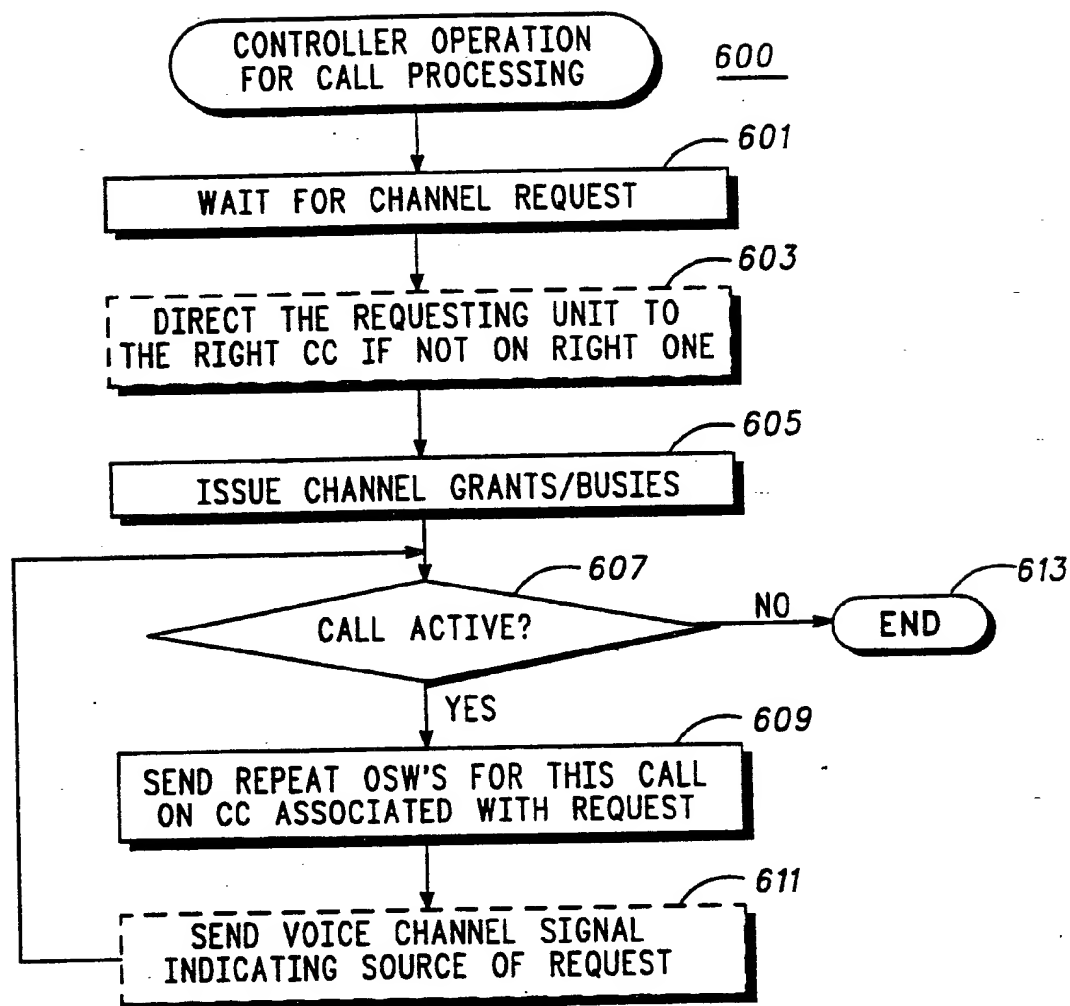 CONTROLLER OPERATION
FOR CALL PROCESSING
600
601
WAIT FOR CHANNEL REQUEST
603
DIRECT THE REQUESTING UNIT TO
THE RIGHT CC IF NOT ON RIGHT ONE
605
ISSUE CHANNEL GRANTS/BUSIES
607
CALL ACTIVE?
NO
613
END
YES
609
SEND REPEAT OSW'S FOR THIS CALL
ON CC ASSOCIATED WITH REQUEST
611
SEND VOICE CHANNEL SIGNAL
INDICATING SOURCE OF REQUEST